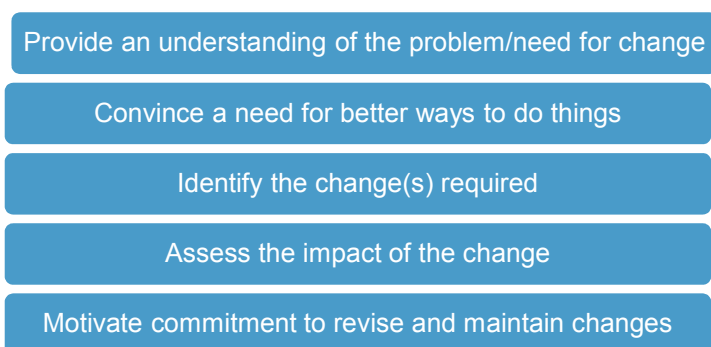 Provide an understanding of the problem/need for change
Convince a need for better ways to do things
Identify the change(s) required
Assess the impact of the change
Motivate commitment to revise and maintain changes